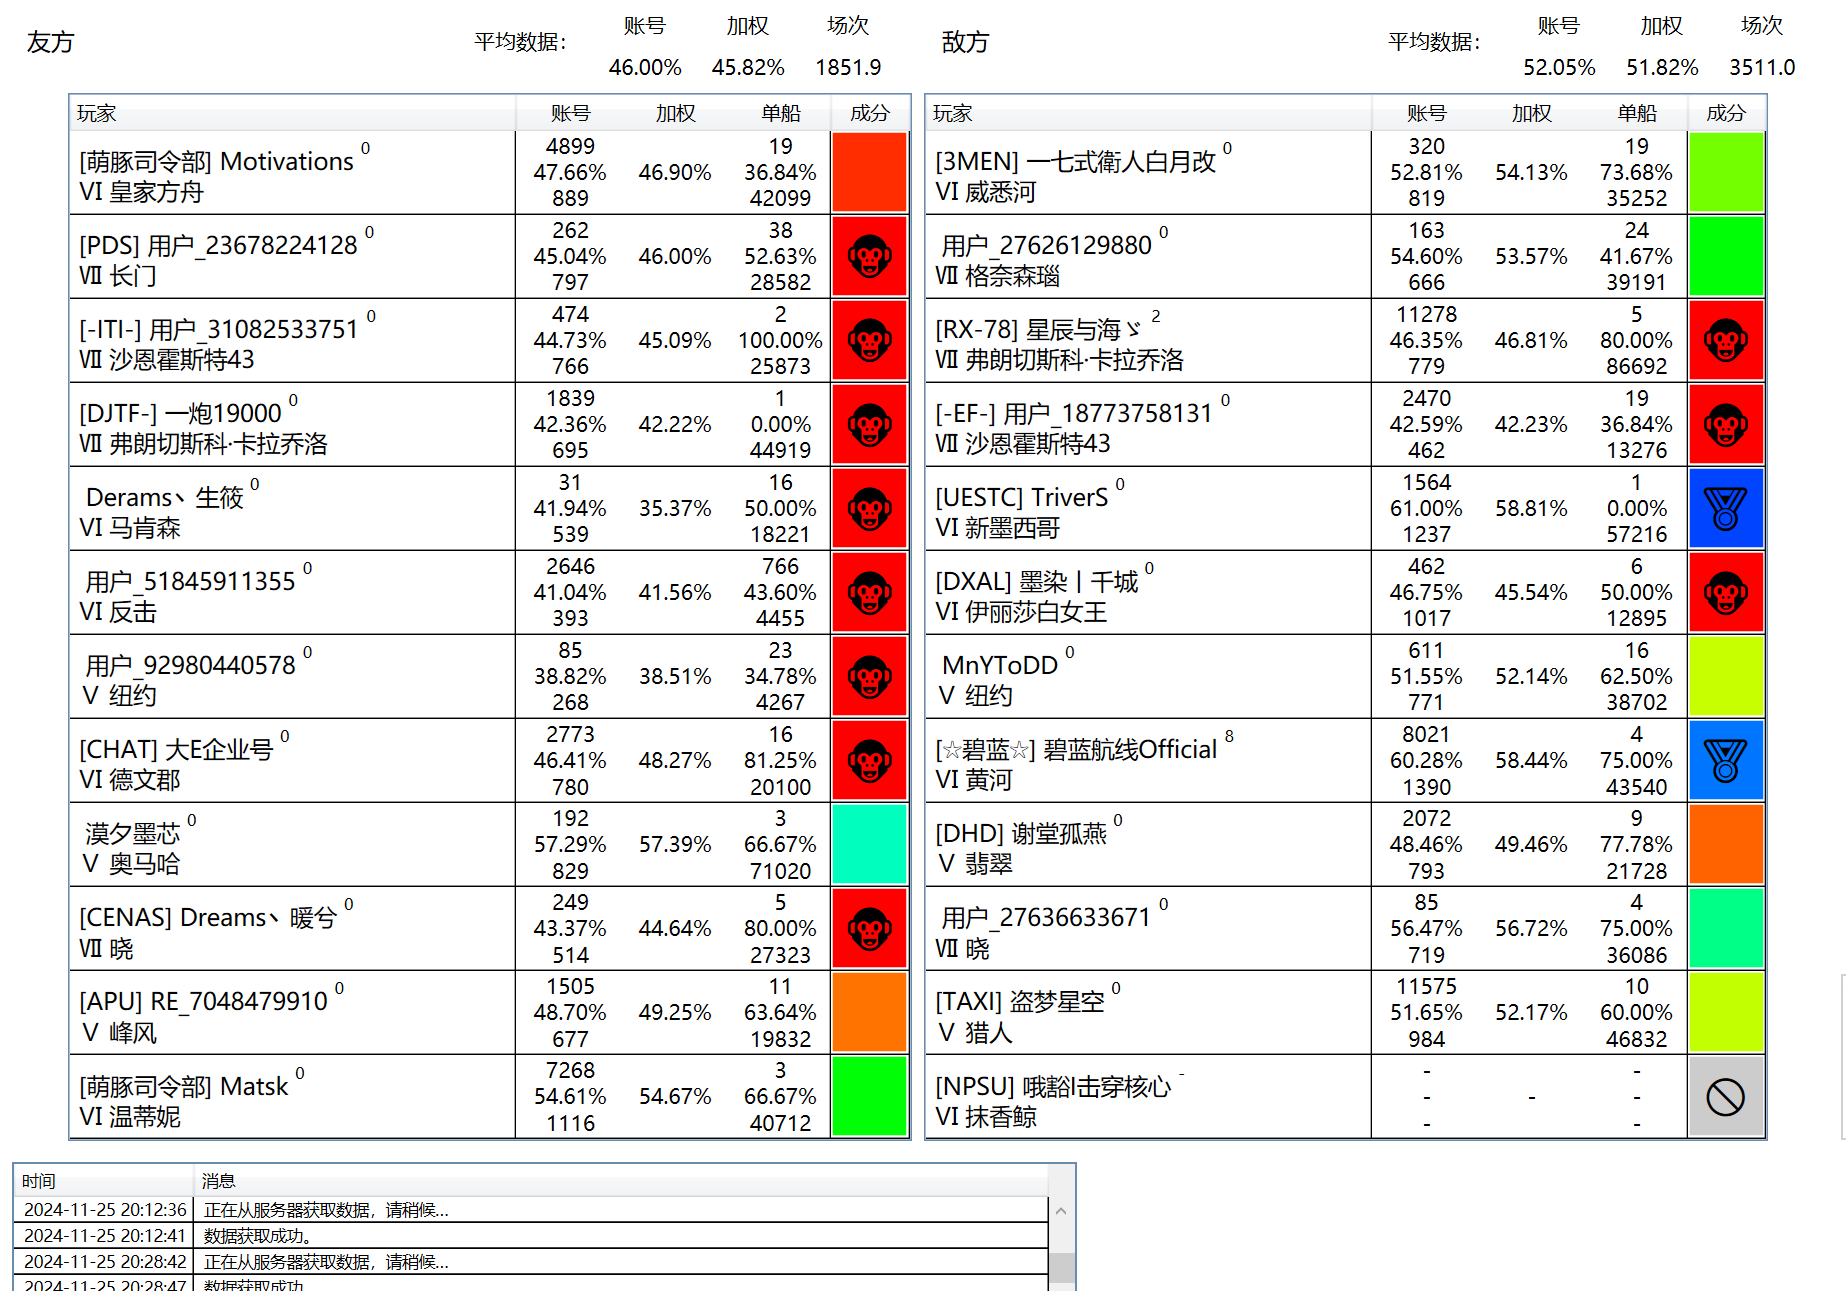 友方
平均数据: 账号 加权 场次
46.00% 45.82% 1851.9
玩家 账号 加权 单船 成分
[萌豚司令部] Motivations 0
Ⅵ 皇家方舟
4899 47.66% 889
46.90%
19 36.84% 42099
[PDS] 用户_23678224128 0
Ⅶ 长门
262 45.04% 797
46.00%
38 52.63% 28582
[-ITI-] 用户_31082533751 0
Ⅶ 沙恩霍斯特43
474 44.73% 766
45.09%
2 100.00% 25873
[DJTF-] 一炮19000 0
Ⅶ 弗朗切斯科·卡拉乔洛
1839 42.36% 695
42.22%
1 0.00% 44919
Derams丶生筱 0
Ⅵ 马肯森
31 41.94% 539
35.37%
16 50.00% 18221
用户_51845911355 0
Ⅵ 反击
2646 41.04% 393
41.56%
766 43.60% 4455
用户_92980440578 0
Ⅴ 纽约
85 38.82% 268
38.51%
23 34.78% 4267
[CHAT] 大E企业号 0
Ⅵ 德文郡
2773 46.41% 780
48.27%
16 81.25% 20100
漠夕墨芯 0
Ⅴ 奥马哈
192 57.29% 829
57.39%
3 66.67% 71020
[CENAS] Dreams丶暖兮 0
Ⅶ 晓
249 43.37% 514
44.64%
5 80.00% 27323
[APU] RE_7048479910 0
Ⅴ 峰风
1505 48.70% 677
49.25%
11 63.64% 19832
[萌豚司令部] Matsk 0
Ⅵ 温蒂妮
7268 54.61% 1116
54.67%
3 66.67% 40712
敌方
平均数据: 账号 加权 场次
52.05% 51.82% 3511.0
玩家 账号 加权 单船 成分
[3MEN] 一七式衛人白月改 0
Ⅵ 威悉河
320 52.81% 819
54.13%
19 73.68% 35252
用户_27626129880 0
Ⅶ 格奈森瑙
163 54.60% 666
53.57%
24 41.67% 39191
[RX-78] 星辰与海ゞ 2
Ⅶ 弗朗切斯科·卡拉乔洛
11278 46.35% 779
46.81%
5 80.00% 86692
[-EF-] 用户_18773758131 0
Ⅶ 沙恩霍斯特43
2470 42.59% 462
42.23%
19 36.84% 13276
[UESTC] TriverS 0
Ⅵ 新墨西哥
1564 61.00% 1237
58.81%
1 0.00% 57216
[DXAL] 墨染丨千城 0
Ⅵ 伊丽莎白女王
462 46.75% 1017
45.54%
6 50.00% 12895
MnYToDD 0
Ⅴ 纽约
611 51.55% 771
52.14%
16 62.50% 38702
[☆碧蓝☆] 碧蓝航线Official 8
Ⅵ 黄河
8021 60.28% 1390
58.44%
4 75.00% 43540
[DHD] 谢堂孤燕 0
Ⅴ 翡翠
2072 48.46% 793
49.46%
9 77.78% 21728
用户_27636633671 0
Ⅶ 晓
85 56.47% 719
56.72%
4 75.00% 36086
[TAXI] 盗梦星空 0
Ⅴ 猎人
11575 51.65% 984
52.17%
10 60.00% 46832
[NPSU] 哦豁I击穿核心 -
Ⅵ 抹香鲸
- - -
-
- - -
时间 消息
2024-11-25 20:12:36 正在从服务器获取数据，请稍候...
2024-11-25 20:12:41 数据获取成功。
2024-11-25 20:28:42 正在从服务器获取数据，请稍候...
2024-11-25 20:28:47 数据获取成功